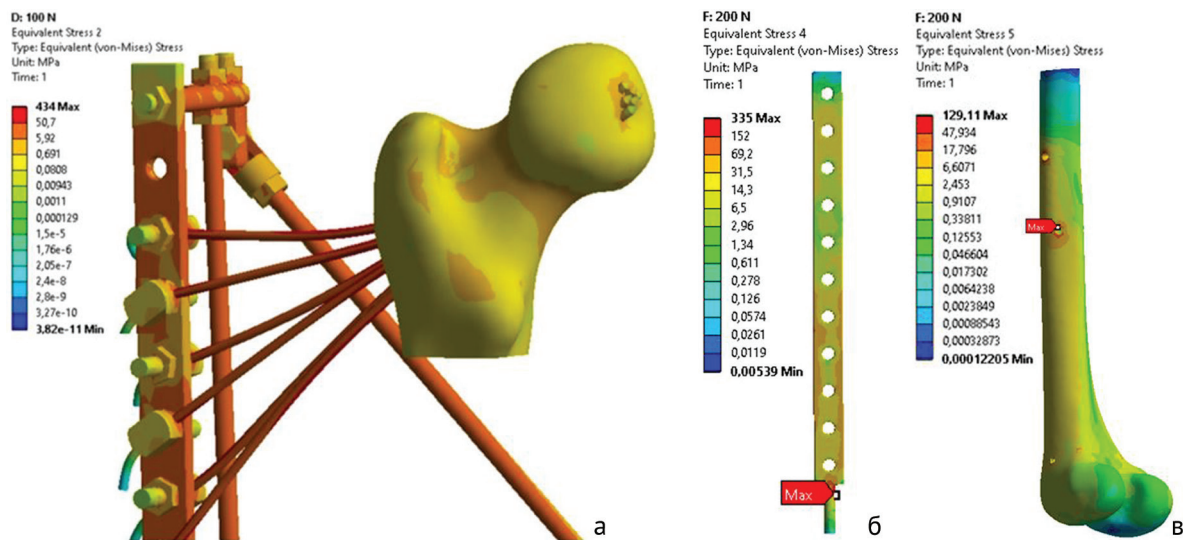 D: 100 N
Equivalent Stress 2
Type: Equivalent (von-Mises) Stress
Unit: MPa
Time: 1
434 Max
50,7
5,92
0,691
0,0808
0,00943
0,0011
0,000129
1,5e-5
1,76e-6
2,05e-7
2,4e-8
2,8e-9
3,27e-10
3,82e-11 Min
а
F: 200 N
Equivalent Stress 4
Type: Equivalent (von-Mises) Stress
Unit: MPa
Time: 1
335 Max
152
69,2
31,5
14,3
6,5
2,96
1,34
0,611
0,278
0,126
0,0574
0,0261
0,0119
0,00539 Min
Max
б
F: 200 N
Equivalent Stress 5
Type: Equivalent (von-Mises) Stress
Unit: MPa
Time: 1
129,11 Max
47,934
17,796
6,6071
2,453
0,9107
0,33811
0,12553
0,046604
0,017302
0,0064238
0,0023849
0,00088543
0,00032873
0,00012205 Min
Max
в